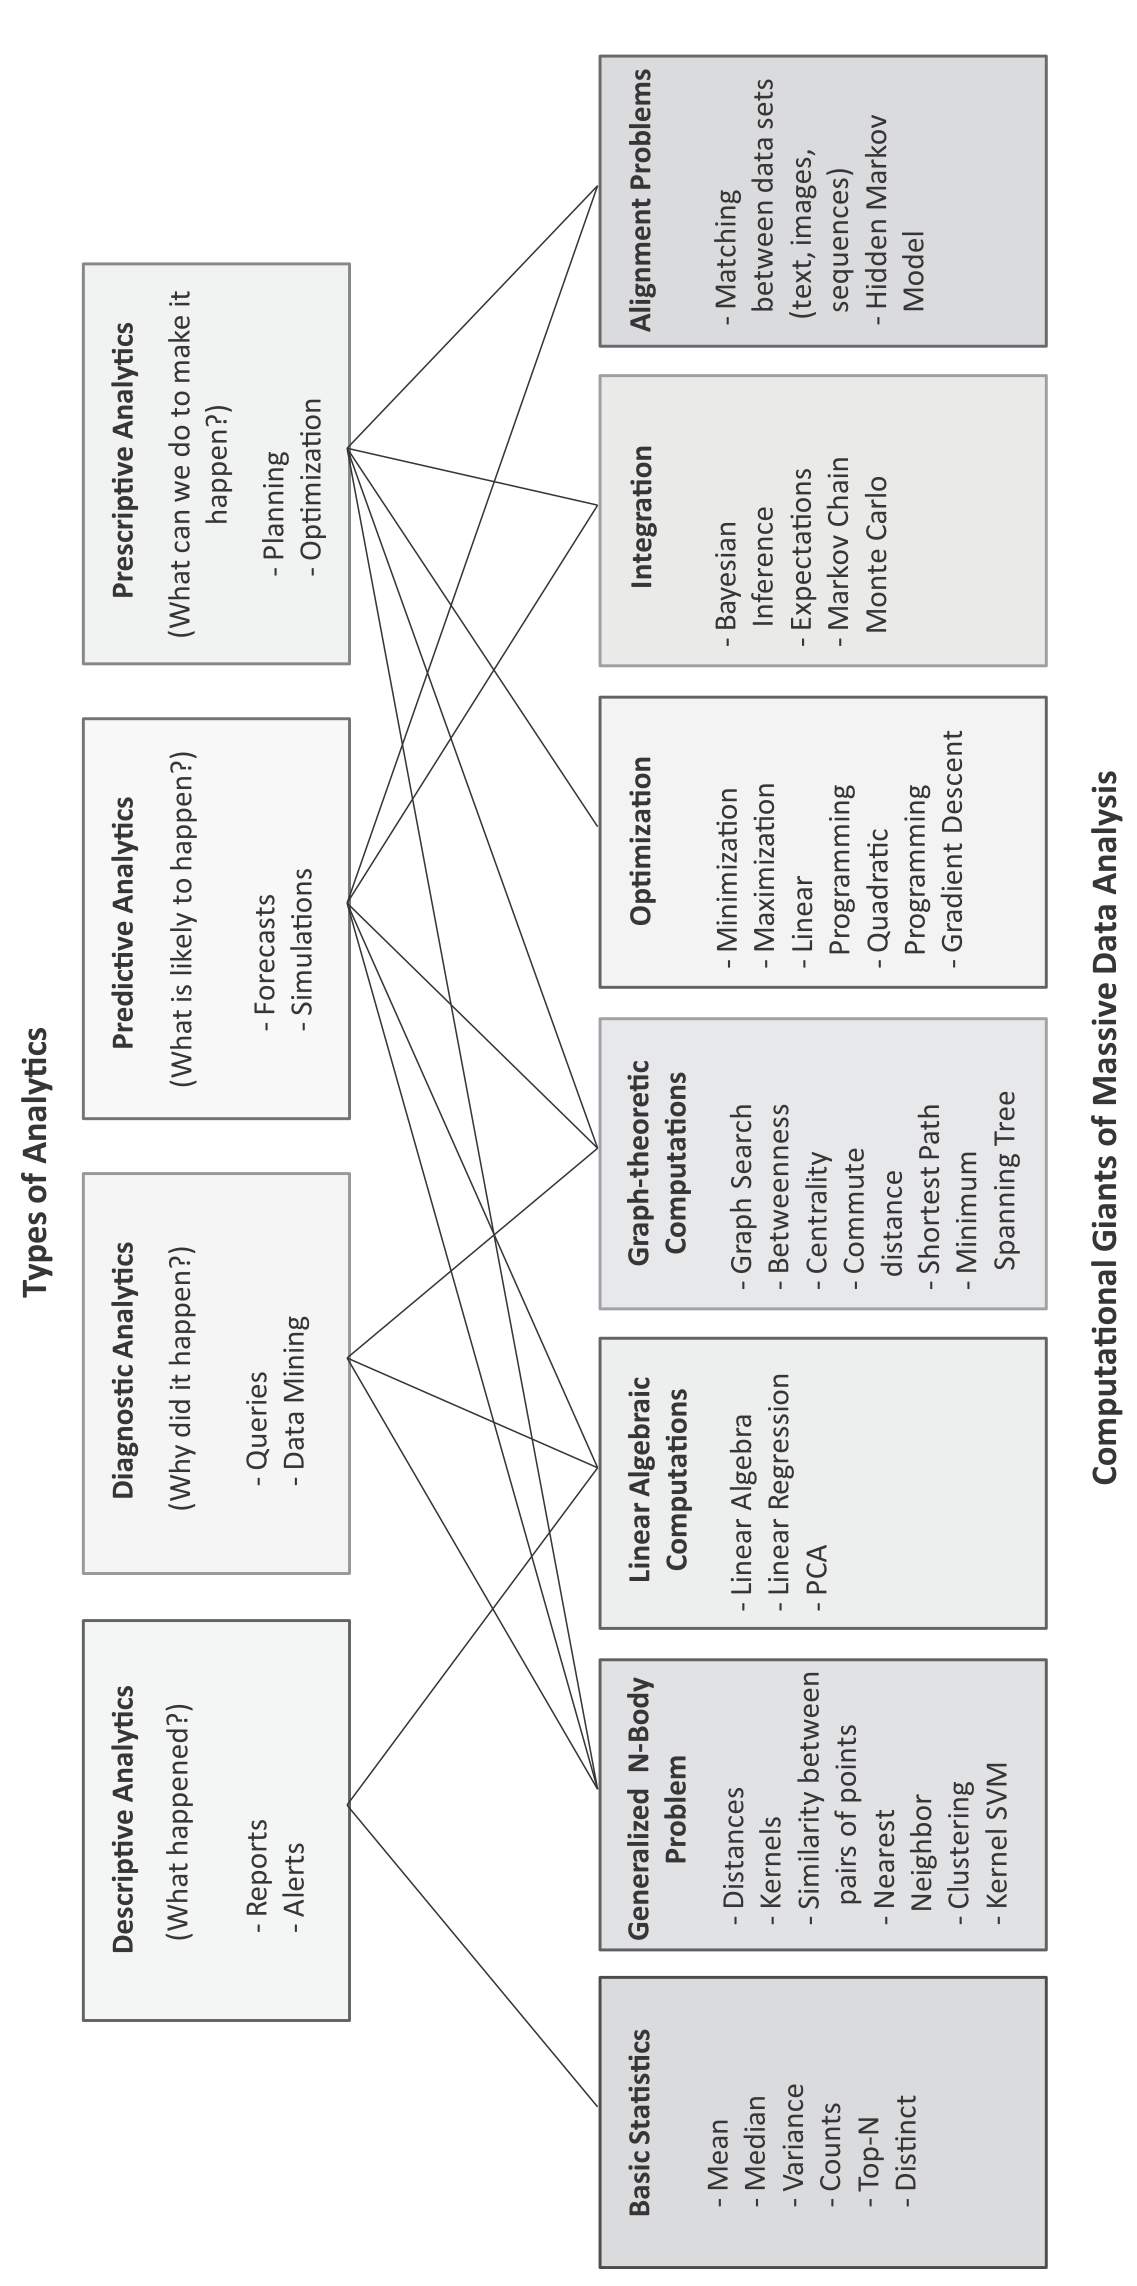 Types of Analytics
Descriptive Analytics
(What happened?)
- Reports
- Alerts
Diagnostic Analytics
(Why did it happen?)
- Queries
- Data Mining
Predictive Analytics
(What is likely to happen?)
- Forecasts
- Simulations
Prescriptive Analytics
(What can we do to make it
happen?)
- Planning
- Optimization
Basic Statistics
- Mean
- Median
- Variance
- Counts
- Top-N
- Distinct
Generalized N-Body
Problem
- Distances
- Kernels
- Similarity between
pairs of points
- Nearest
Neighbor
- Clustering
- Kernel SVM
Linear Algebraic
Computations
- Linear Algebra
- Linear Regression
- PCA
Graph-theoretic
Computations
- Graph Search
- Betweenness
- Centrality
- Commute
distance
- Shortest Path
- Minimum
Spanning Tree
Optimization
- Minimization
- Maximization
- Linear
Programming
- Quadratic
Programming
- Gradient Descent
Integration
- Bayesian
Inference
- Expectations
- Markov Chain
Monte Carlo
Alignment Problems
- Matching
between data sets
(text, images,
sequences)
- Hidden Markov
Model
Computational Giants of Massive Data Analysis